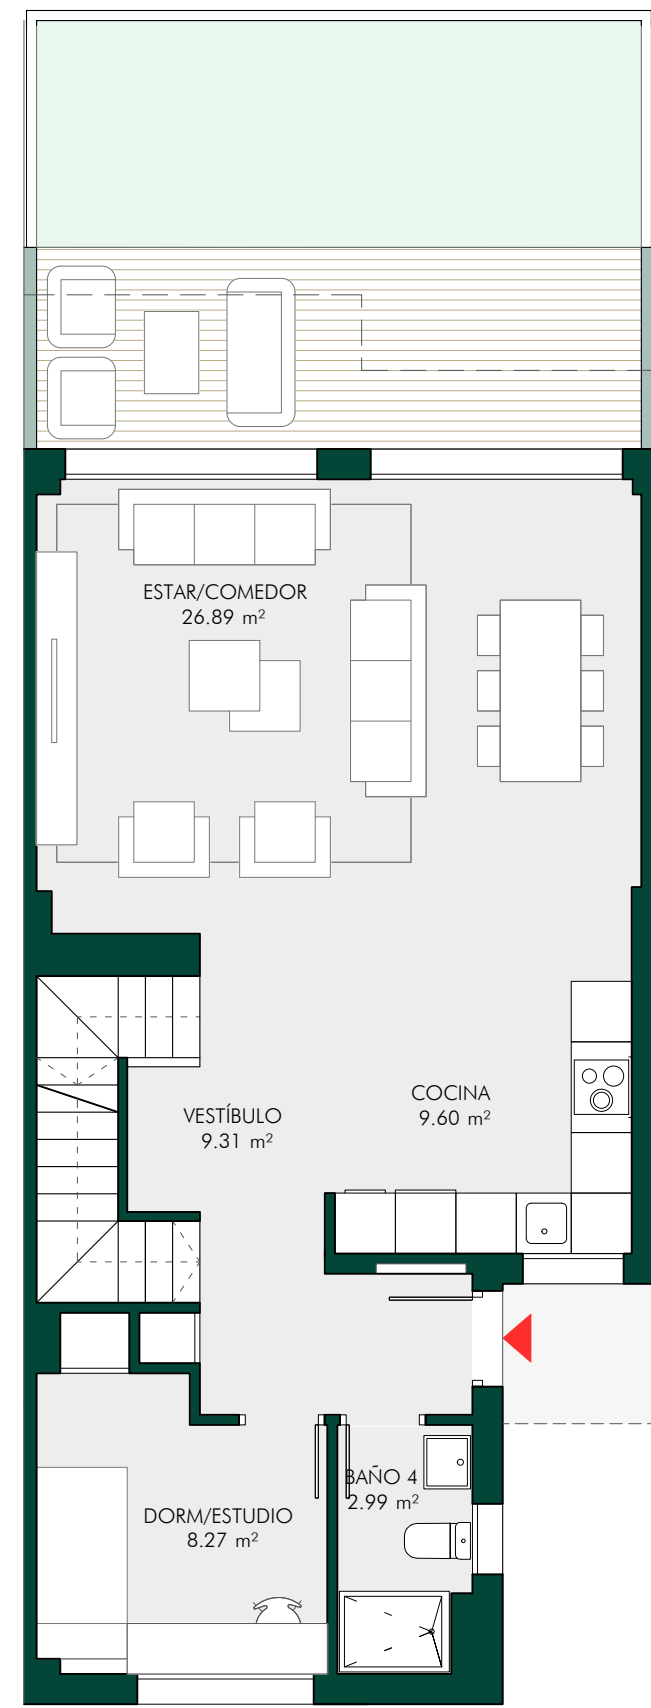 ESTAR/COMEDOR
26.89 m²
COCINA
9.60 m²
VESTÍBULO
9.31 m²
BAÑO 4
2.99 m²
DORM/ESTUDIO
8.27 m²